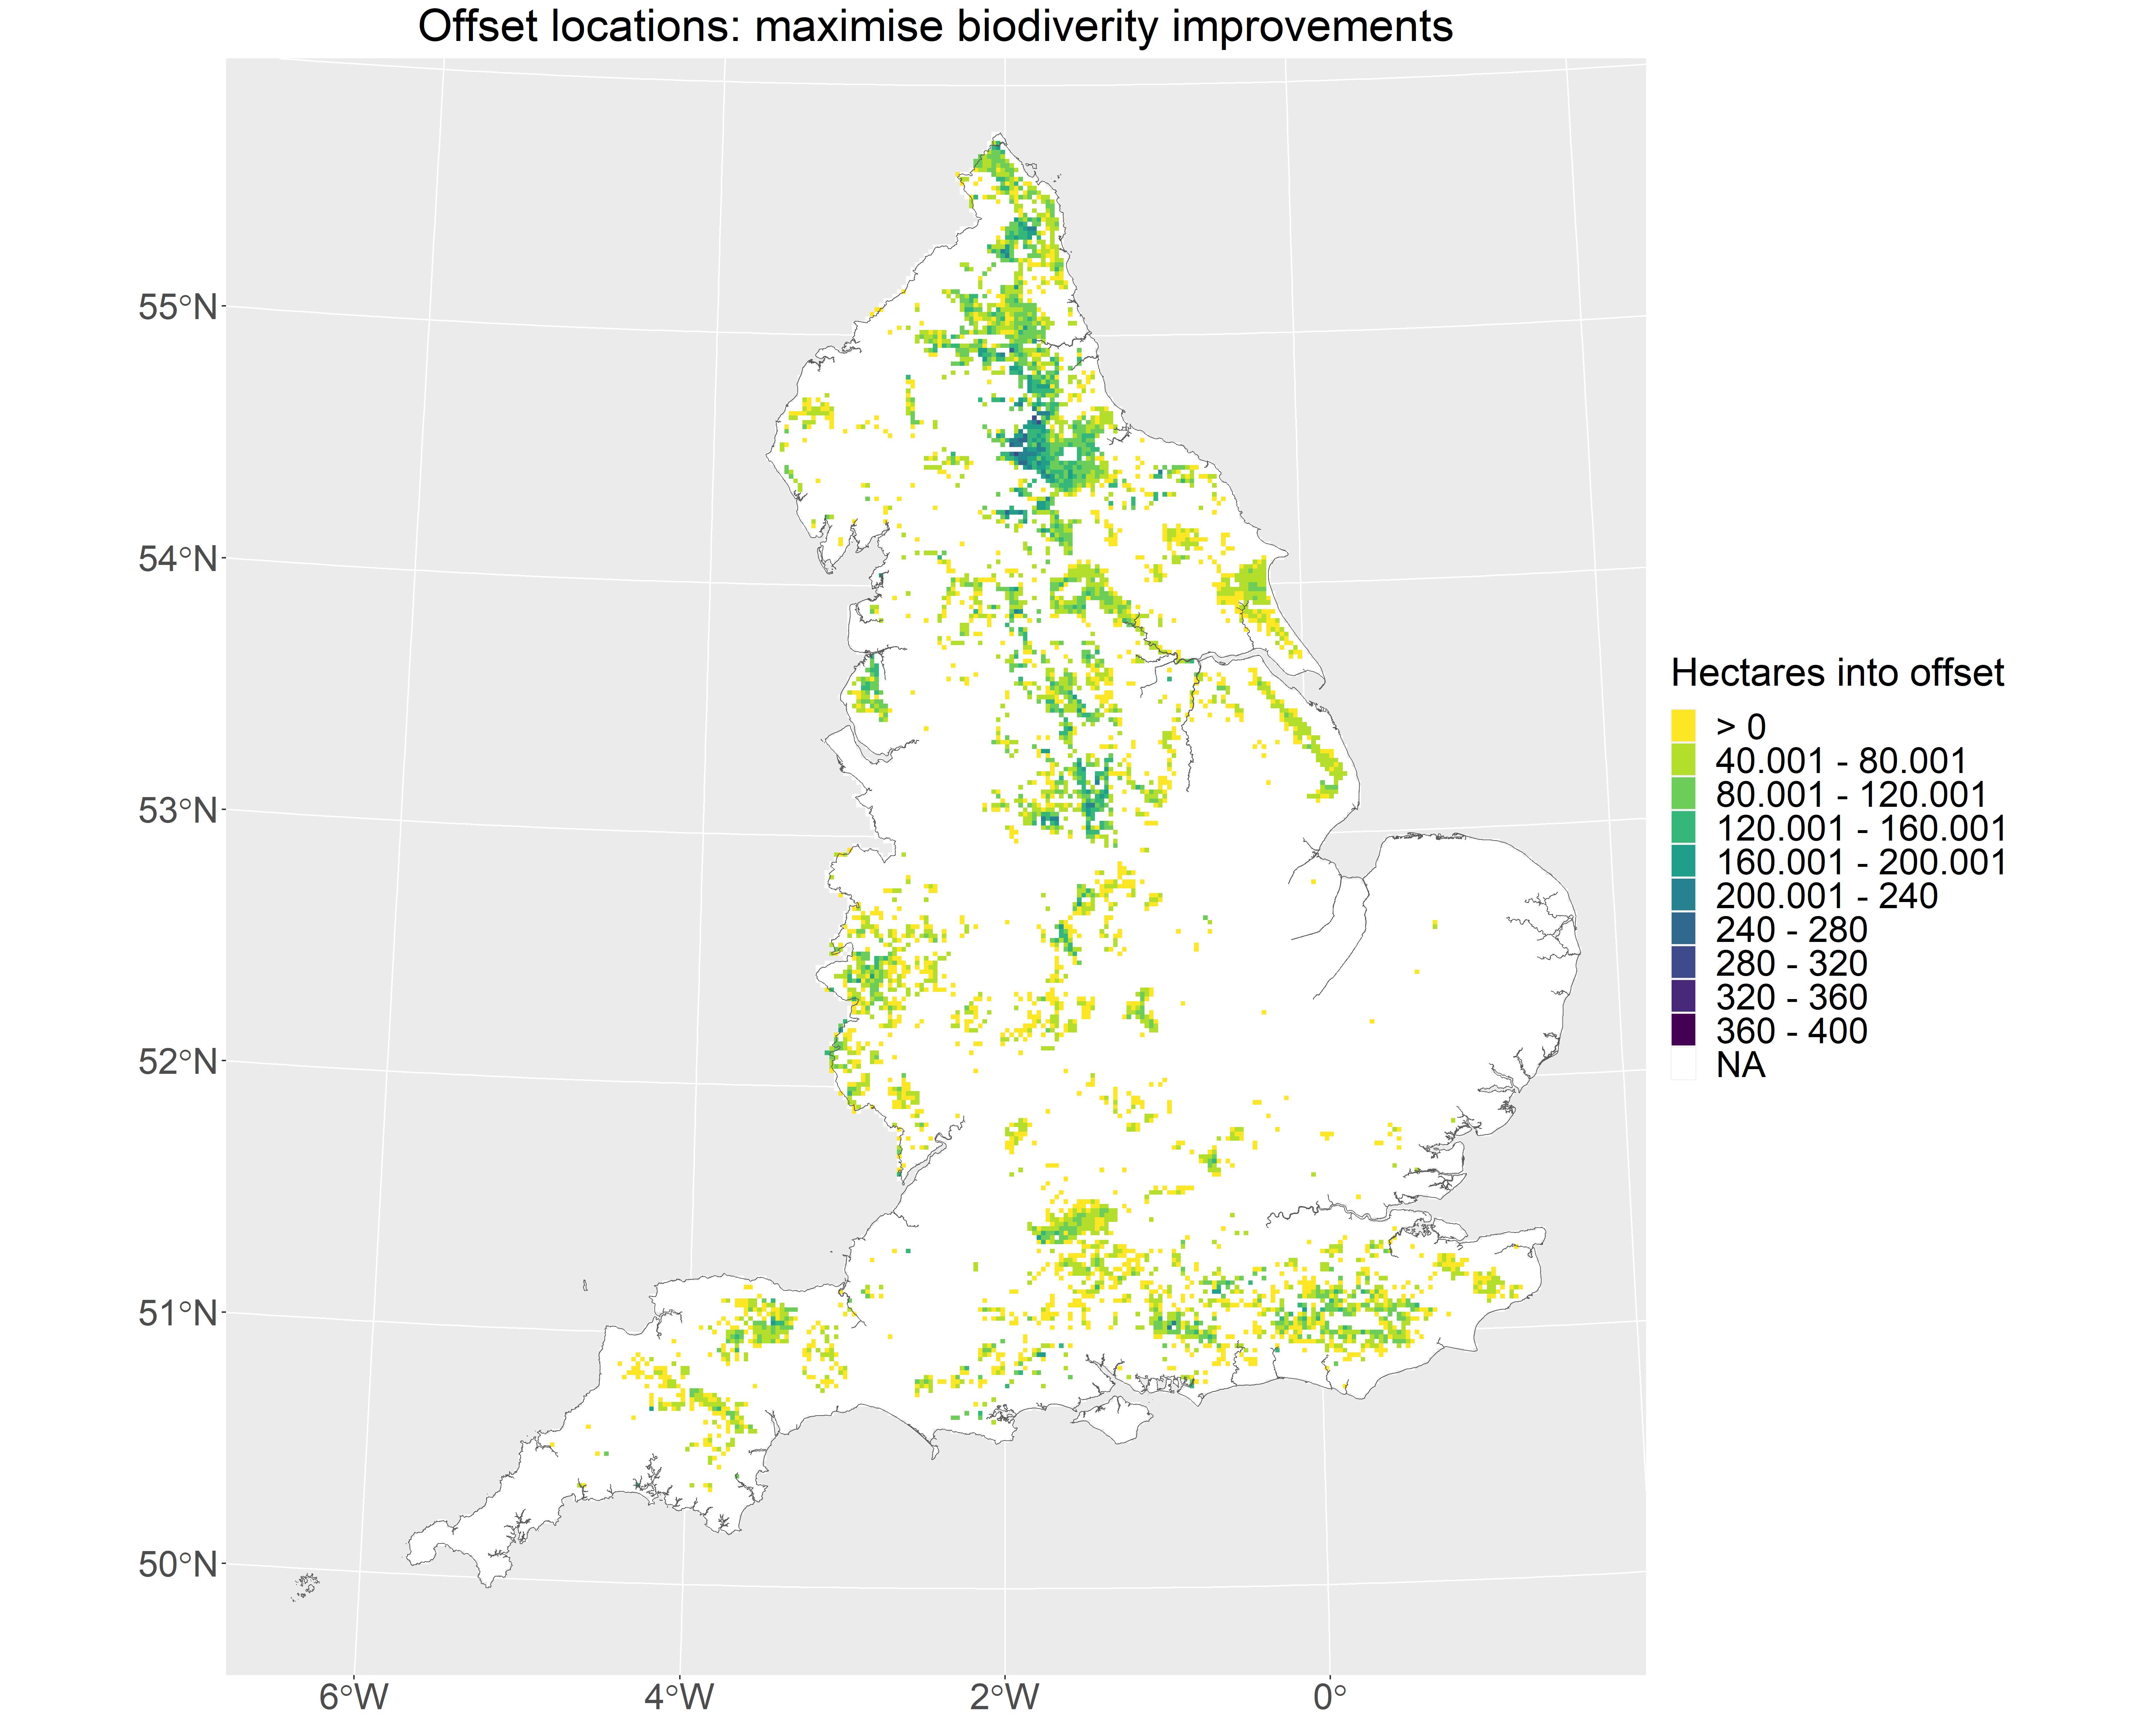 Offset locations: maximise biodiverity improvements
55°N
54°N
53°N
52°N
51°N
50°N
6°W
4°W
2°W
0°
Hectares into offset
> 0
40.001 - 80.001
80.001 - 120.001
120.001 - 160.001
160.001 - 200.001
200.001 - 240
240 - 280
280 - 320
320 - 360
360 - 400
NA